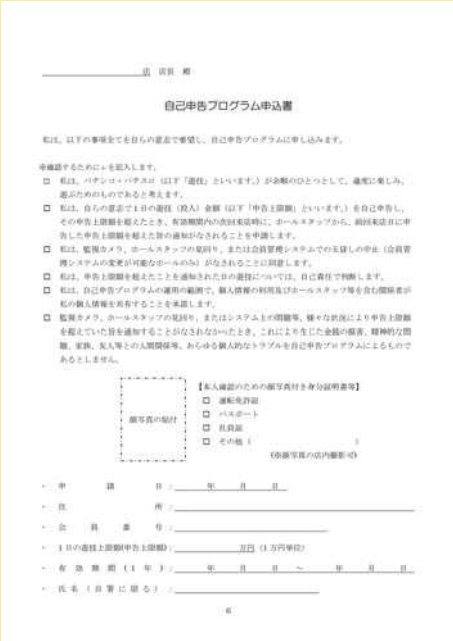 店 店長 殿
自己申告プログラム申込書
私は、以下の事項全てを自らの意志で要望し、自己申告プログラムに申し込みます。
※確認するために✓を記入します。
□ 私は、パチンコ・パチスロ(以下「遊技」といいます。)が余暇のひとつとして、適度に楽しみ、
遊ぶためのものであると考えます。
□ 私は、自らの意志で1日の遊技(投入)金額(以下「申告上限額」といいます。)を自己申告し、
その申告上限額を超えたとき、有効期間内の次回来店時に、ホールスタッフから、前回来店日に申
告した申告上限額を超えた旨の通知がなされることを申請します。
□ 私は、監視カメラ、ホールスタッフの見回り、または会員管理システムでの玉貸しの中止(会員管
理システムの変更が可能なホールのみ)がなされることに同意します。
□ 私は、申告上限額を超えたことを通知された日の遊技については、自己責任で判断します。
□ 私は、自己申告プログラムの運用の範囲で、個人情報の利用及びホールスタッフ等を含む関係者が
私の個人情報を共有することを承諾します。
□ 監視カメラ、ホールスタッフの見回り、またはシステム上の問題等、様々な状況により申告上限額
を超えていた旨を通知することがなされなかったとき、これにより生じた金銭の損害、精神的な問
題、家族、友人等との人間関係等、あらゆる個人的なトラブルを自己申告プログラムによるもので
あるとしません。
顔写真の貼付
【本人確認のための顔写真付き身分証明書等】
□ 運転免許証
□ パスポート
□ 社員証
□ その他( )
(※顔写真の店内撮影可)
・ 申 請 日 : 年 月 日
・ 住 所 :
・ 会 員 番 号 :
・ 1日の遊技上限額(申告上限額) : 万円(1万円単位)
・ 有 効 期 間 ( 1 年 ) : 年 月 日 ～ 年 月 日
・ 氏 名 ( 自 署 に 限 る ) :
6